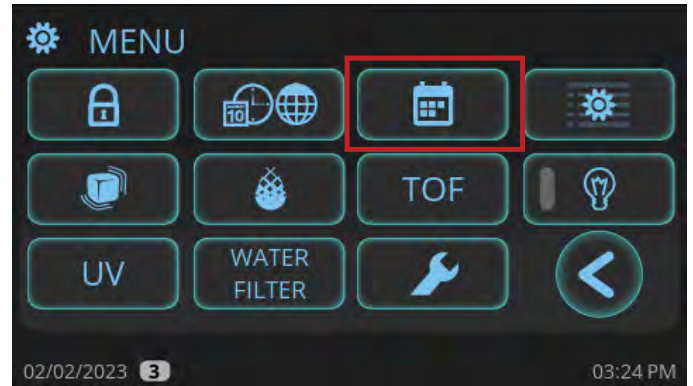 MENU
10
TOF
UV
WATER
FILTER
02/02/2023 3
03:24 PM